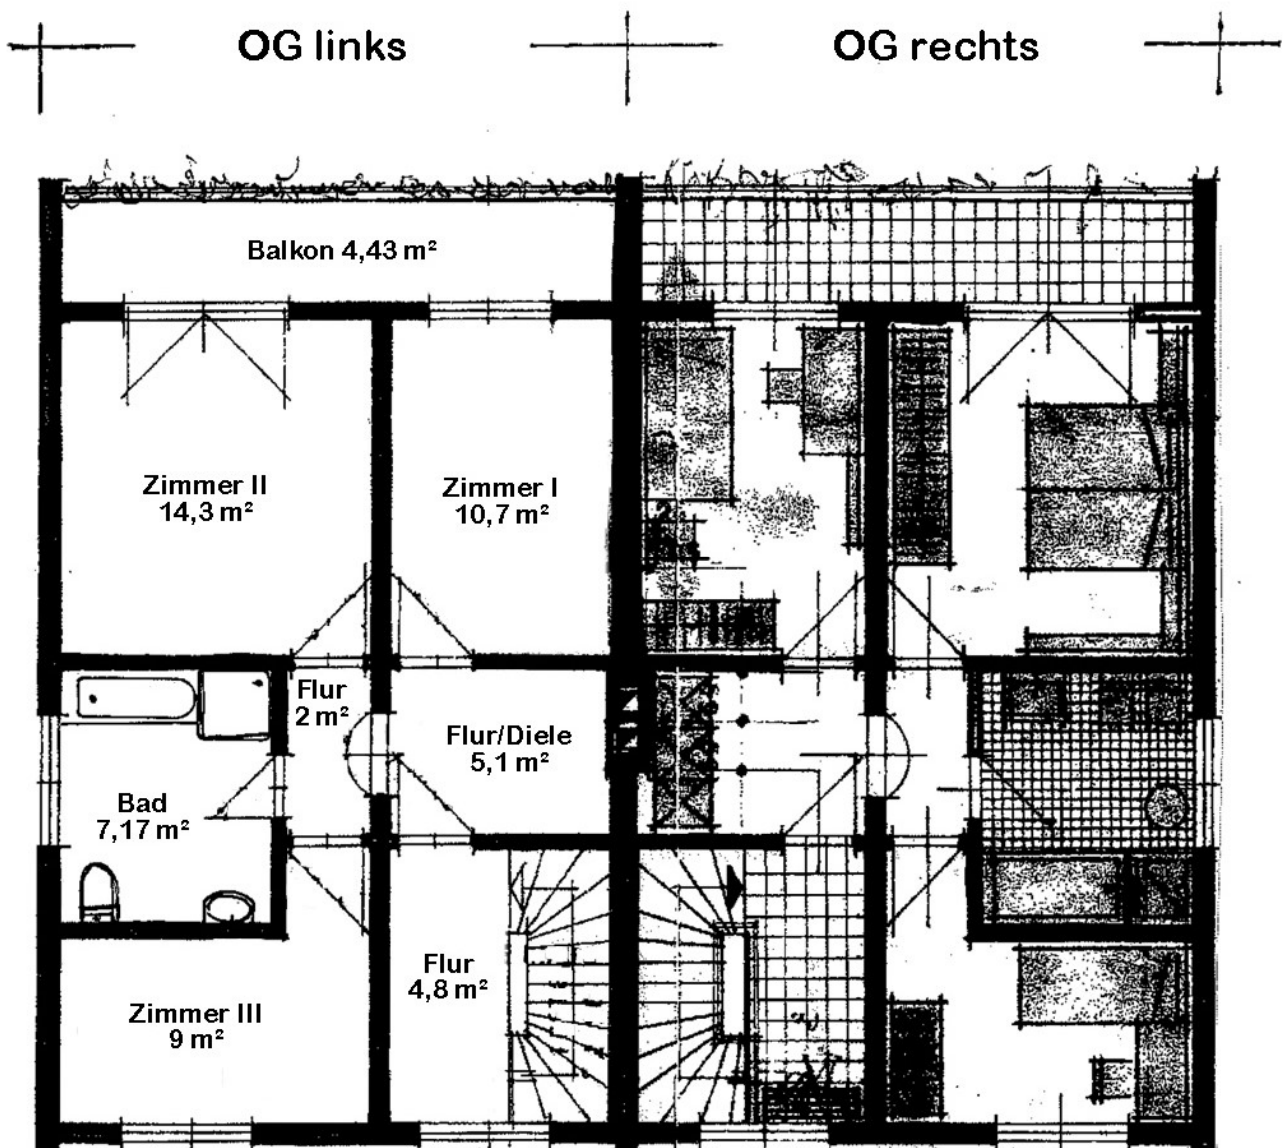 OG links
OG rechts
Balkon 4,43 m²
Zimmer II
14,3 m²
Zimmer I
10,7 m²
Flur
2 m²
Flur/Diele
5,1 m²
Bad
7,17 m²
Flur
4,8 m²
Zimmer III
9 m²